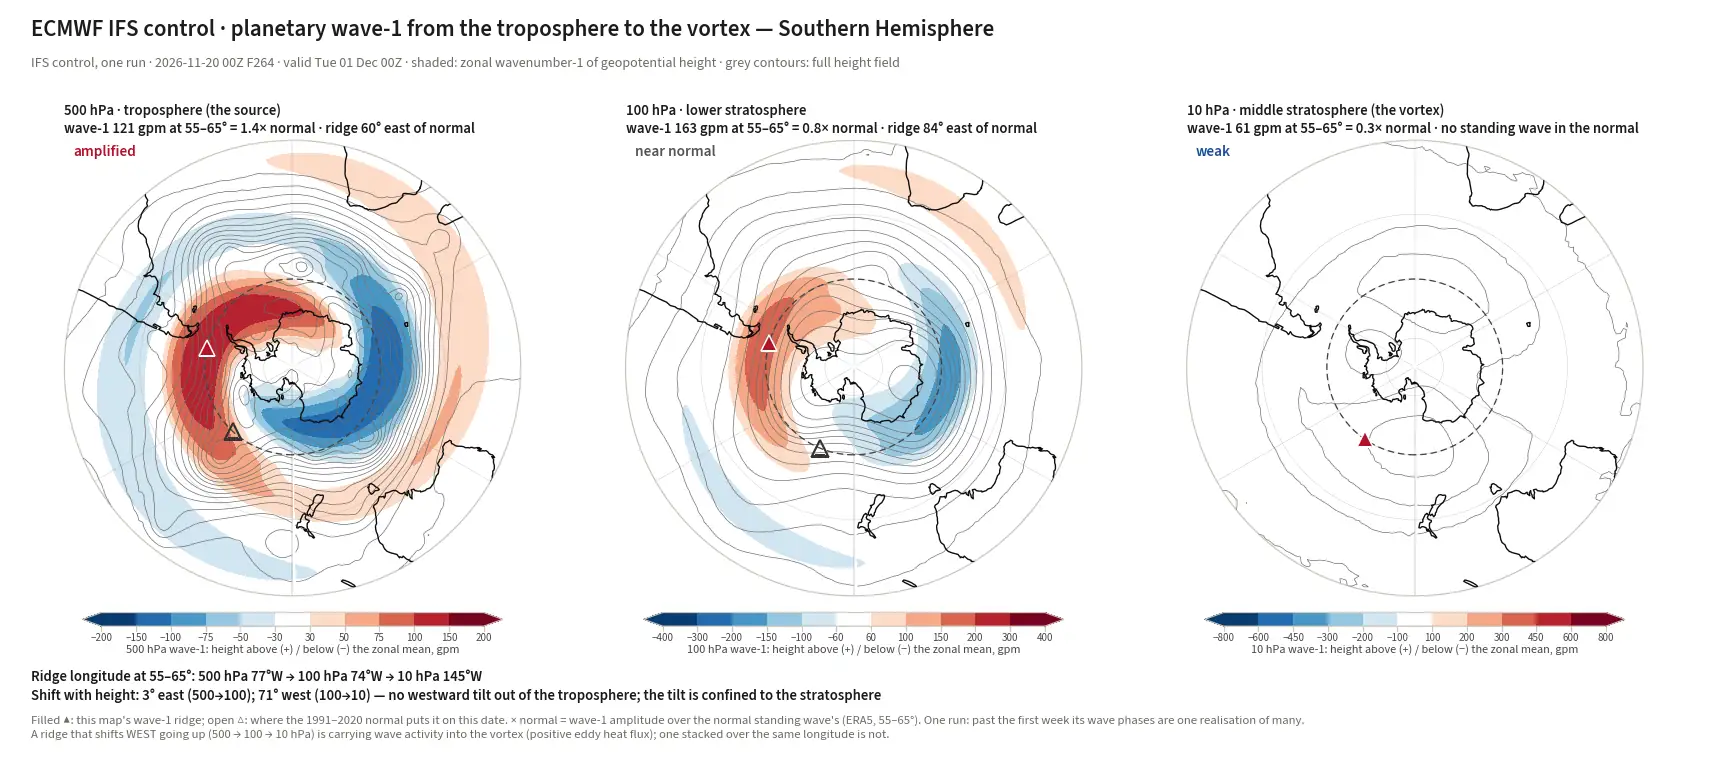 ECMWF IFS control · planetary wave-1 from the troposphere to the vortex — Southern Hemisphere
IFS control, one run · 2026-11-20 00Z F264 · valid Tue 01 Dec 00Z · shaded: zonal wavenumber-1 of geopotential height · grey contours: full height field
500 hPa · troposphere (the source)
wave-1 121 gpm at 55–65° = 1.4× normal · ridge 60° east of normal
amplified
100 hPa · lower stratosphere
wave-1 163 gpm at 55–65° = 0.8× normal · ridge 84° east of normal
near normal
10 hPa · middle stratosphere (the vortex)
wave-1 61 gpm at 55–65° = 0.3× normal · no standing wave in the normal
weak
−200 −150 −100 −75 −50 −30 30 50 75 100 150 200
500 hPa wave-1: height above (+) / below (−) the zonal mean, gpm
−400 −300 −200 −150 −100 −60 60 100 150 200 300 400
100 hPa wave-1: height above (+) / below (−) the zonal mean, gpm
−800 −600 −450 −300 −200 −100 100 200 300 450 600 800
10 hPa wave-1: height above (+) / below (−) the zonal mean, gpm
Ridge longitude at 55–65°: 500 hPa 77°W → 100 hPa 74°W → 10 hPa 145°W
Shift with height: 3° east (500→100); 71° west (100→10) — no westward tilt out of the troposphere; the tilt is confined to the stratosphere
Filled ▲: this map's wave-1 ridge; open △: where the 1991–2020 normal puts it on this date. × normal = wave-1 amplitude over the normal standing wave's (ERA5, 55–65°). One run: past the first week its wave phases are one realisation of many.
A ridge that shifts WEST going up (500 → 100 → 10 hPa) is carrying wave activity into the vortex (positive eddy heat flux); one stacked over the same longitude is not.